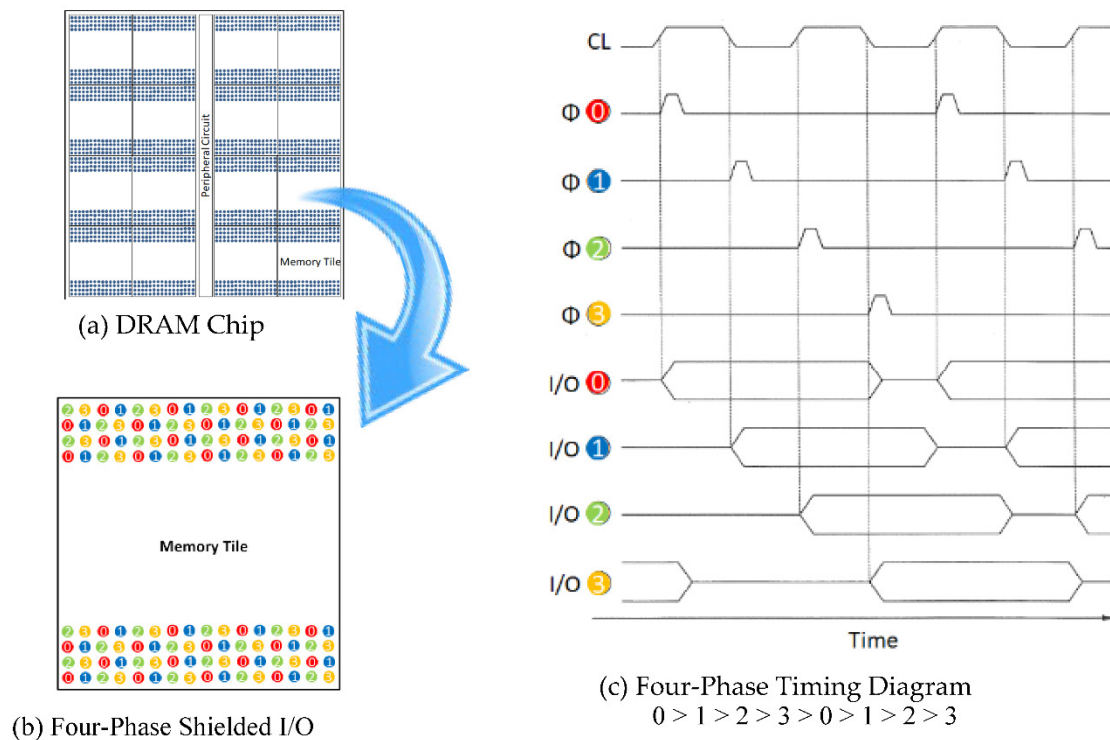 Peripheral Circuit
Memory Tile
(a) DRAM Chip
2 3 0 1 2 3 0 1 2 3 0 1 2 3 0 1
0 1 2 3 0 1 2 3 0 1 2 3 0 1 2 3
2 3 0 1 2 3 0 1 2 3 0 1 2 3 0 1
0 1 2 3 0 1 2 3 0 1 2 3 0 1 2 3
Memory Tile
2 3 0 1 2 3 0 1 2 3 0 1 2 3 0 1
0 1 2 3 0 1 2 3 0 1 2 3 0 1 2 3
2 3 0 1 2 3 0 1 2 3 0 1 2 3 0 1
0 1 2 3 0 1 2 3 0 1 2 3 0 1 2 3
(b) Four-Phase Shielded I/O
CL
Φ 0
Φ 1
Φ 2
Φ 3
I/O 0
I/O 1
I/O 2
I/O 3
Time
(c) Four-Phase Timing Diagram
0 > 1 > 2 > 3 > 0 > 1 > 2 > 3